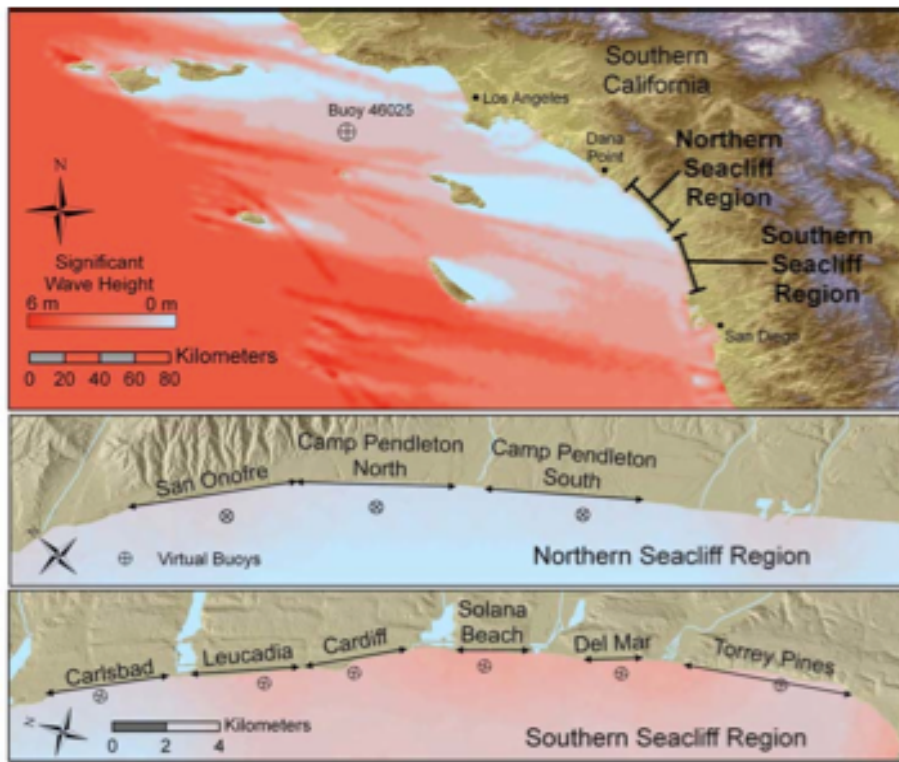 Southern
California
Los Angeles
Buoy 46025
Dana
Point
Northern
Seacliff
Region
Southern
Seacliff
Region
N
Significant
Wave Height
6 m 0 m
Kilometers
0 20 40 60 80
San Diego
San Onofre
Camp Pendleton
North
Camp Pendleton
South
N
Virtual Buoys
Northern Seacliff Region
Carlsbad
Leucadia
Cardiff
Solana
Beach
Del Mar
Torrey Pines
N
Kilometers
0 2 4
Southern Seacliff Region